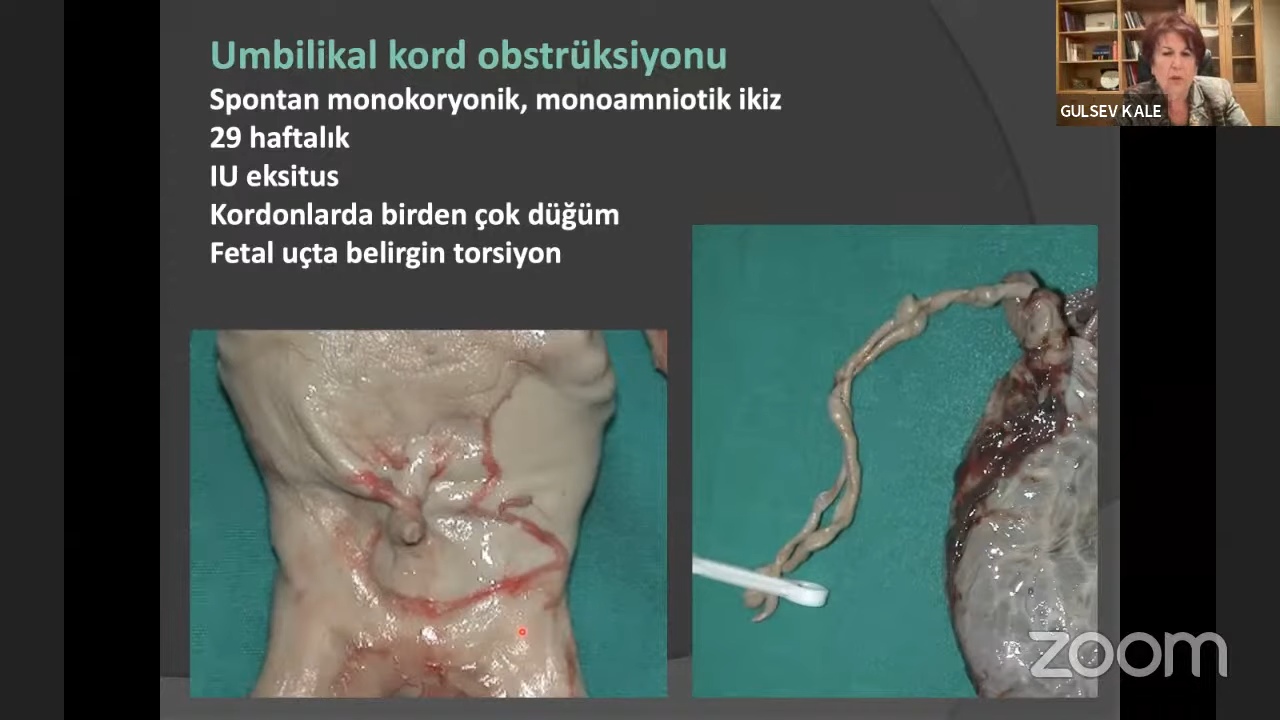 Umbilikal kord obstrüksiyonu
Spontan monokoryonik, monoamniotik ikiz
29 haftalık
IU eksitus
Kordonlarda birden çok düğüm
Fetal uçta belirgin torsiyon
GULSEV KALE
zoom